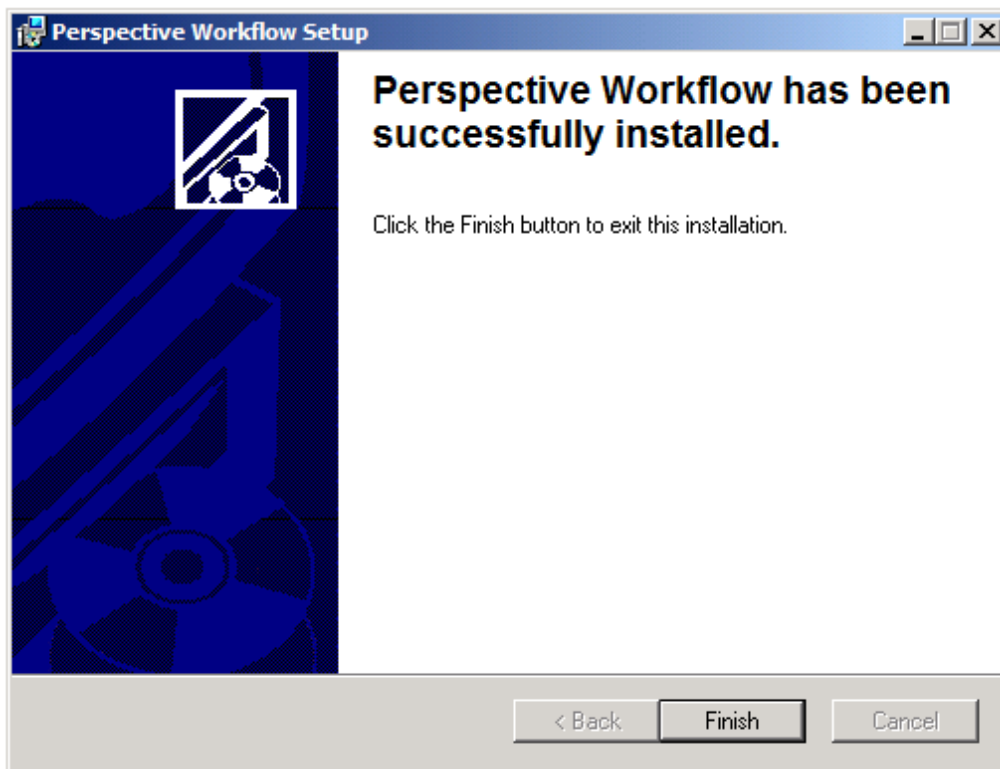 Perspective Workflow Setup
Perspective Workflow has been
successfully installed.
Click the Finish button to exit this installation.
< Back
Finish
Cancel